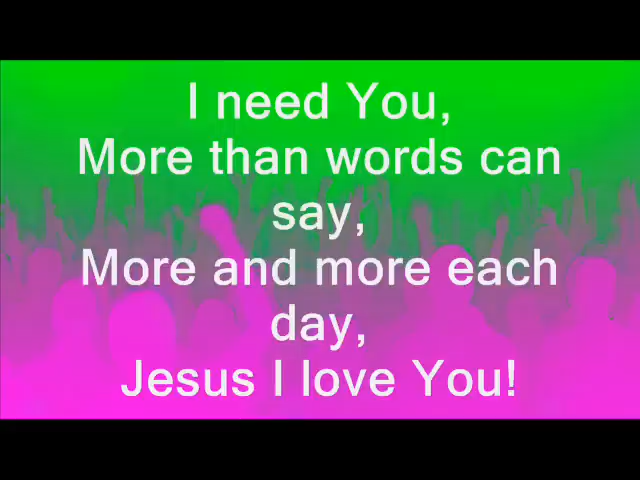 I need You,
More than words can
say,
More and more each
day,
Jesus I love You!